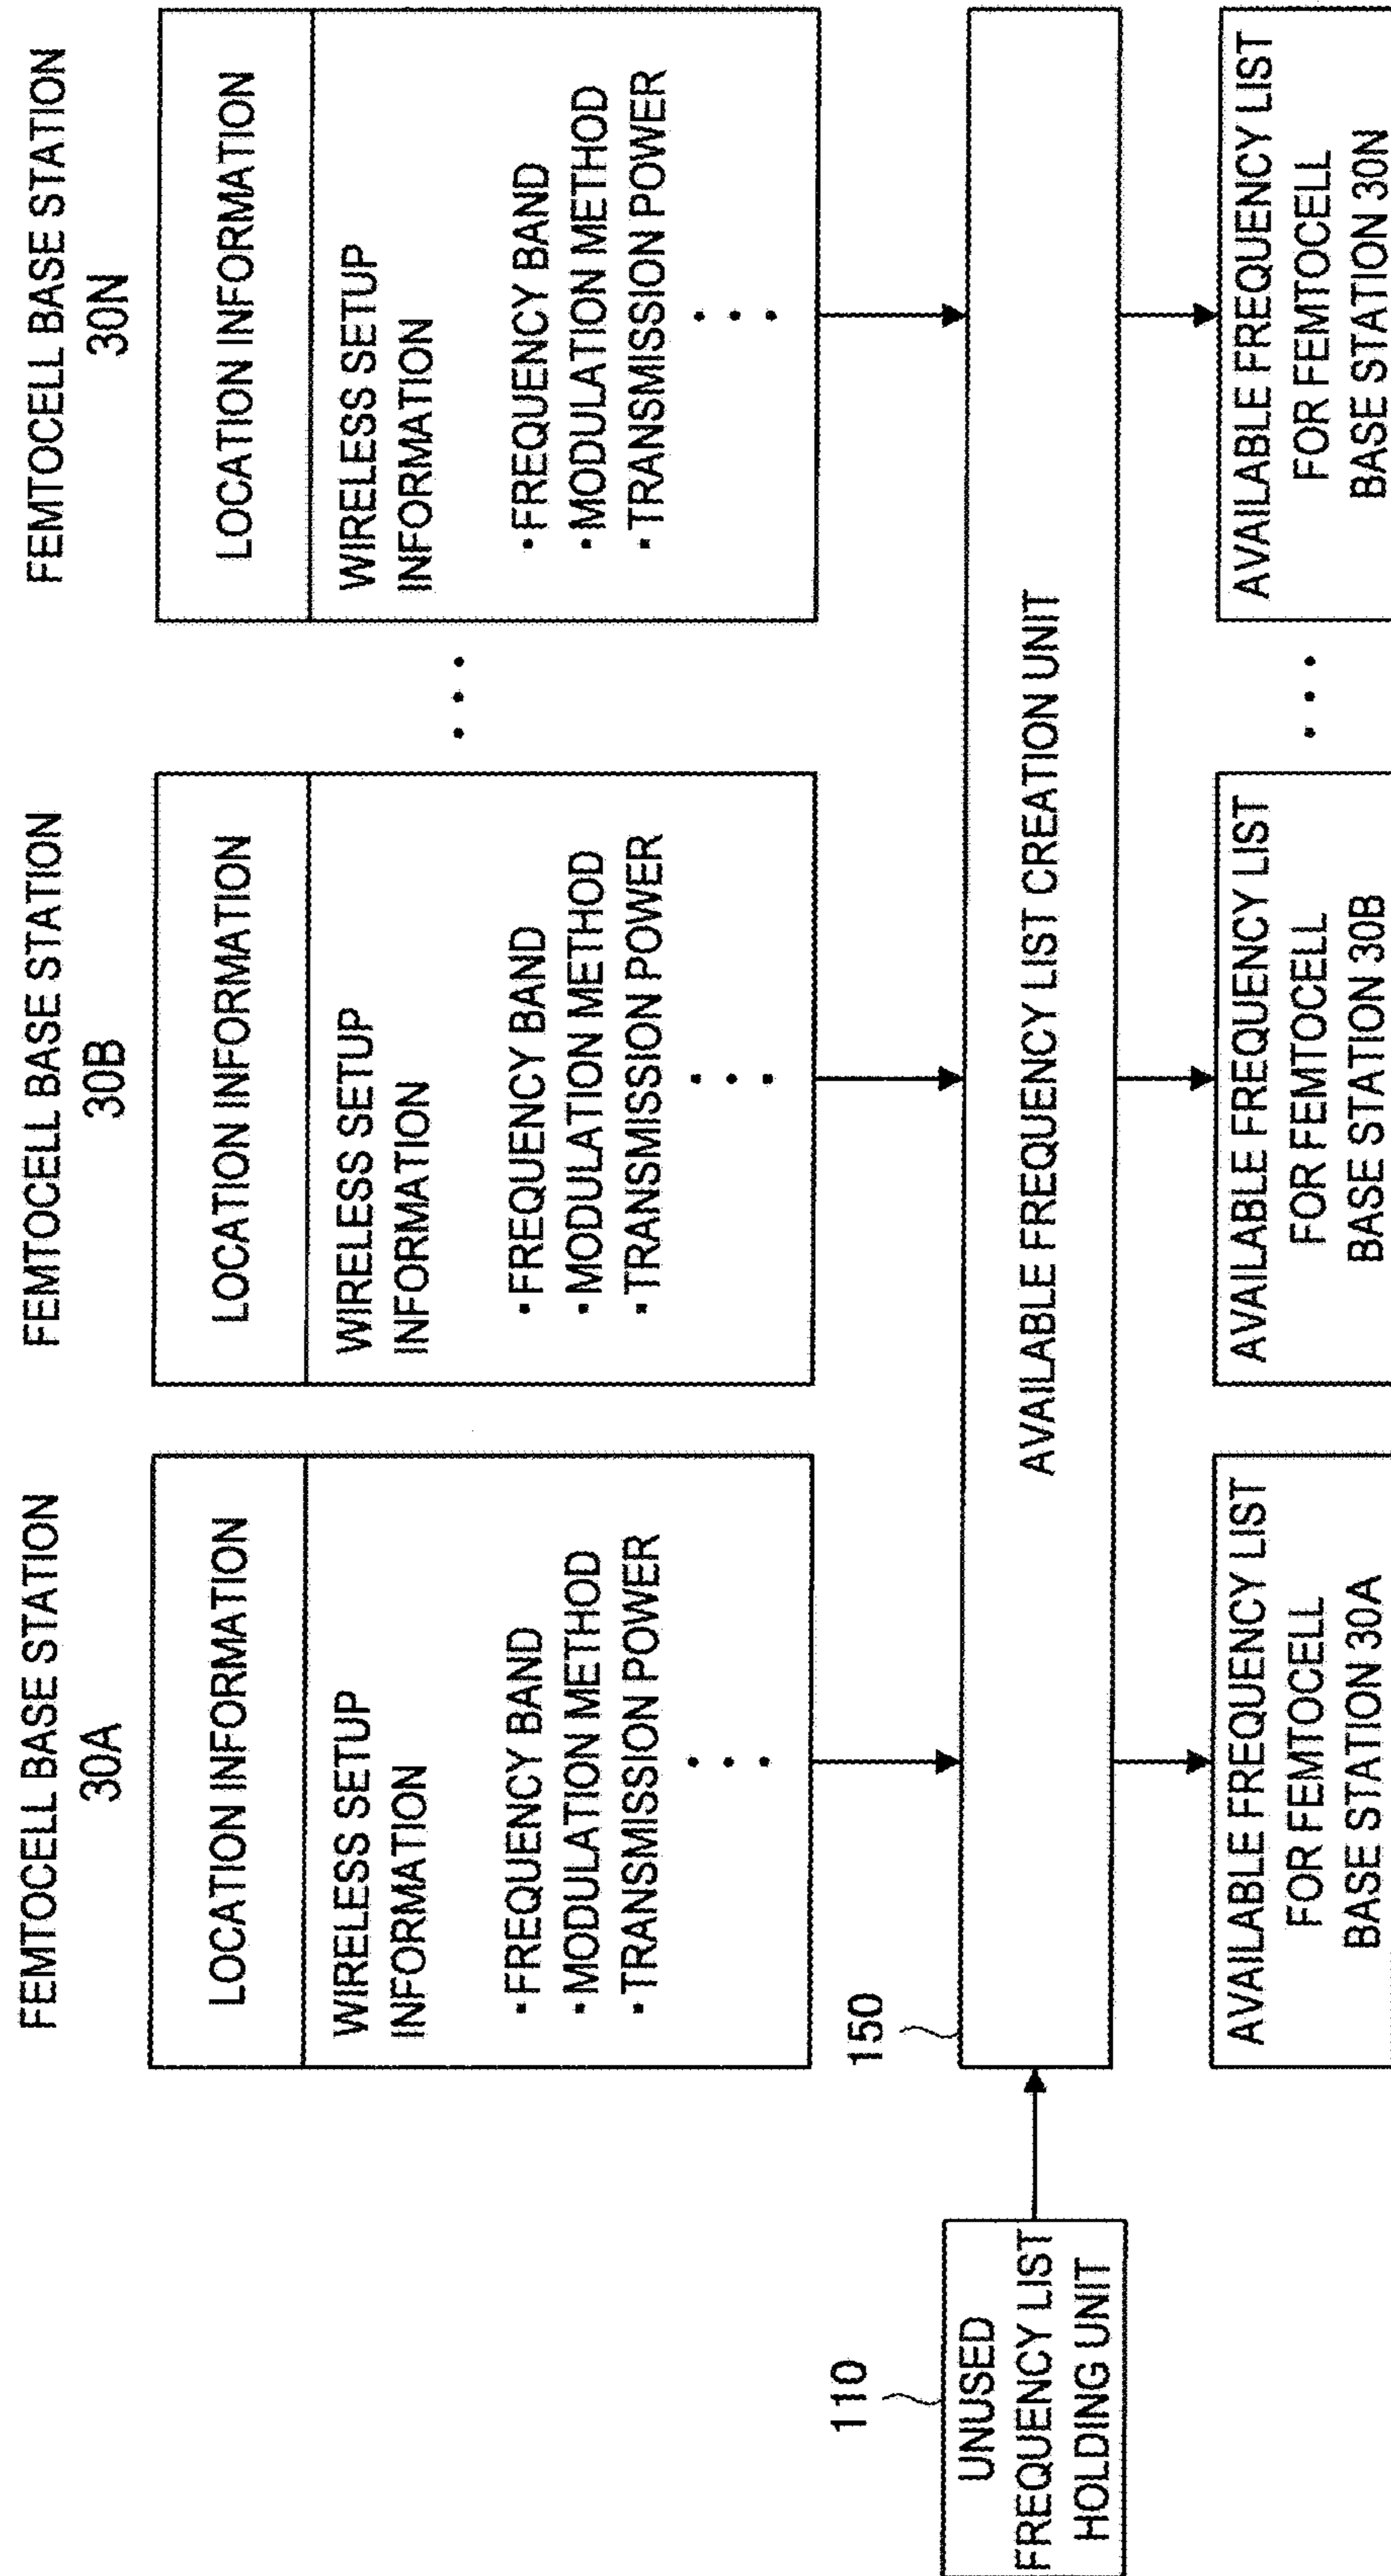 FEMTOCELL BASE STATION
30A
LOCATION INFORMATION
WIRELESS SETUP
INFORMATION
・FREQUENCY BAND
・MODULATION METHOD
・TRANSMISSION POWER
FEMTOCELL BASE STATION
30B
LOCATION INFORMATION
WIRELESS SETUP
INFORMATION
・FREQUENCY BAND
・MODULATION METHOD
・TRANSMISSION POWER
FEMTOCELL BASE STATION
30N
LOCATION INFORMATION
WIRELESS SETUP
INFORMATION
・FREQUENCY BAND
・MODULATION METHOD
・TRANSMISSION POWER
110
UNUSED
FREQUENCY LIST
HOLDING UNIT
150
AVAILABLE FREQUENCY LIST CREATION UNIT
AVAILABLE FREQUENCY LIST
FOR FEMTOCELL
BASE STATION 30A
AVAILABLE FREQUENCY LIST
FOR FEMTOCELL
BASE STATION 30B
AVAILABLE FREQUENCY LIST
FOR FEMTOCELL
BASE STATION 30N